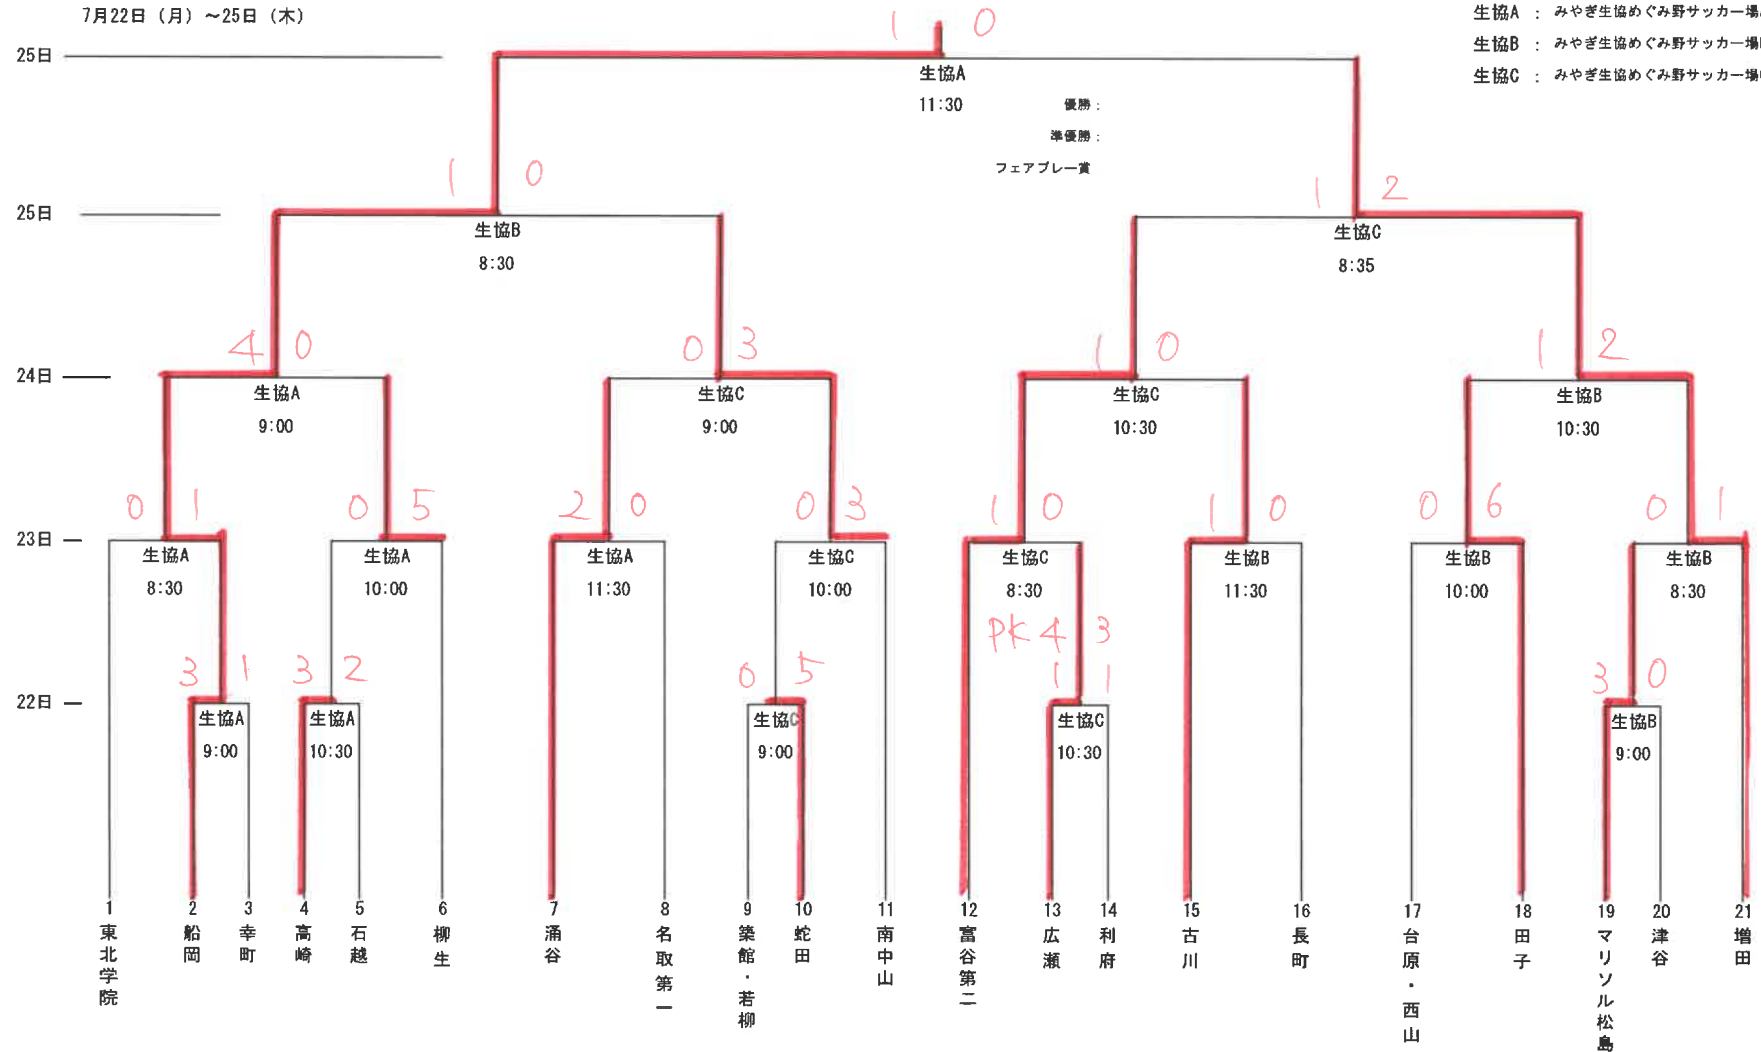 7月22日（月）～25日（木）
生協A ： みやぎ生協めぐみ野サッカー場
生協B ： みやぎ生協めぐみ野サッカー場
生協C ： みやぎ生協めぐみ野サッカー場
1 0
25日
生協A
11:30
優勝：
準優勝：
フェアプレー賞
1 0
1 2
25日
生協B
8:30
生協C
8:35
4 0
0 3
1 0
1 2
24日
生協A
9:00
生協C
9:00
生協C
10:30
生協B
10:30
0 1
0 5
2 0
0 3
1 0
1 0
0 6
0 1
23日
生協A
8:30
生協A
10:00
生協A
11:30
生協C
10:00
生協C
8:30
生協B
11:30
生協B
10:00
生協B
8:30
PK 4 3
3 1
3 2
0 5
1 1
3 0
22日
生協A
9:00
生協A
10:30
生協C
9:00
生協C
10:30
生協B
9:00
1 東北学院
2 船岡
3 幸町
4 高崎
5 石越
6 柳生
7 涌谷
8 名取第一
9 築館・若柳
10 蛇田
11 南中山
12 富谷第二
13 広瀬
14 利府
15 古川
16 長町
17 台原・西山
18 田子
19 マリソル松島
20 津谷
21 増田